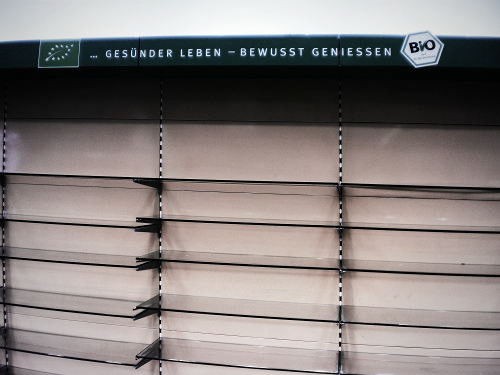 ... GESÜNDER LEBEN – BEWUSST GENIESSEN
BiO